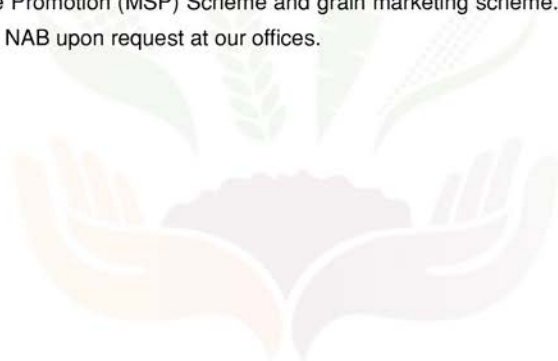 Promotion (MSP) Scheme and grain marketing scheme.
NAB upon request at our offices.